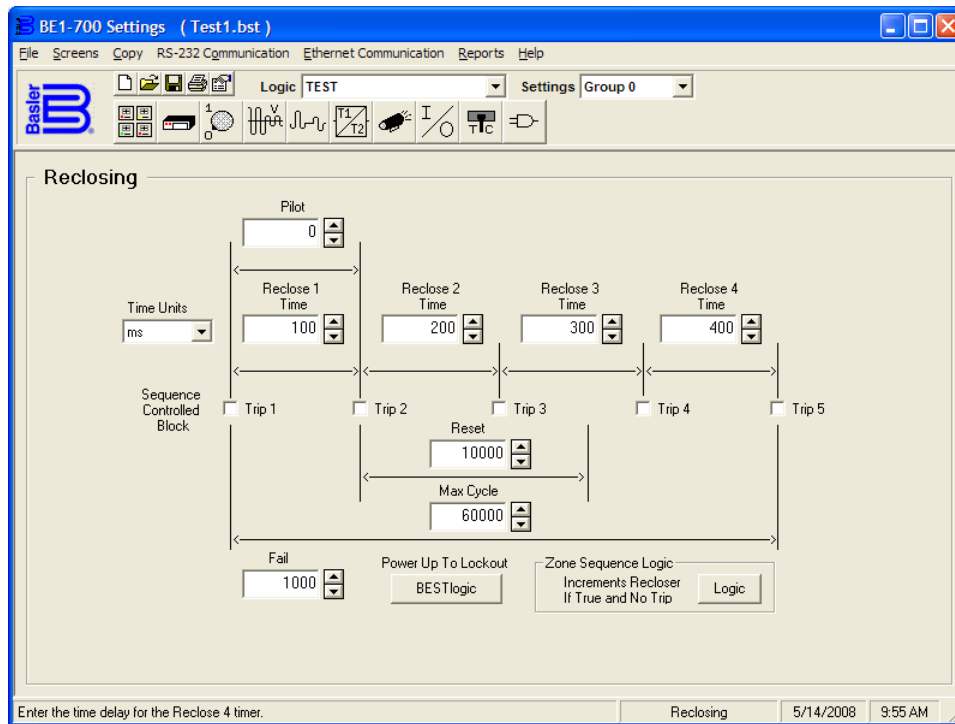 BE1-700 Settings ( Test1.bst )
File Screens Copy RS-232 Communication Ethernet Communication Reports Help
Basler
Logic TEST Settings Group 0
1 0 V T1 T2 I O T C
Reclosing
Pilot
0
Reclose 1 Time
Reclose 2 Time
Reclose 3 Time
Reclose 4 Time
Time Units
ms
100 200 300 400
Sequence Controlled Block
Trip 1 Trip 2 Trip 3 Trip 4 Trip 5
Reset
10000
Max Cycle
60000
Fail
1000
Power Up To Lockout
BESTlogic
Zone Sequence Logic
Increments Recloser
If True and No Trip
Logic
Enter the time delay for the Reclose 4 timer. Reclosing 5/14/2008 9:55 AM